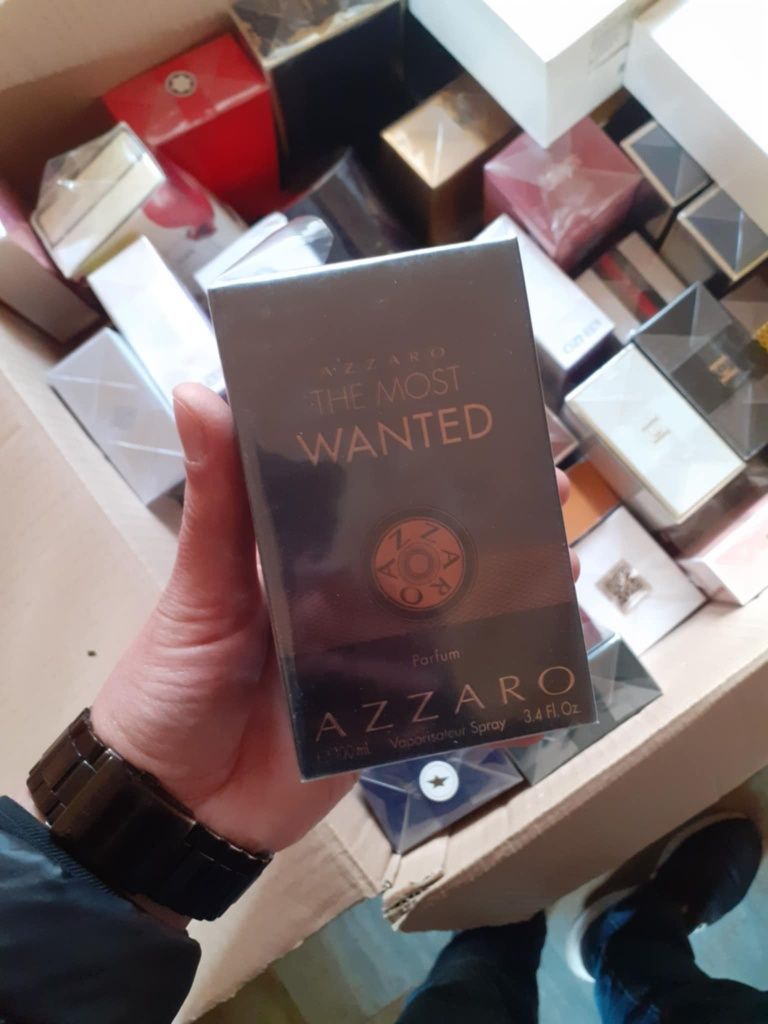 AZZARO
THE MOST
WANTED
AZZARO
Parfum
AZZARO
100 ml Vaporisateur Spray 3.4 Fl. Oz